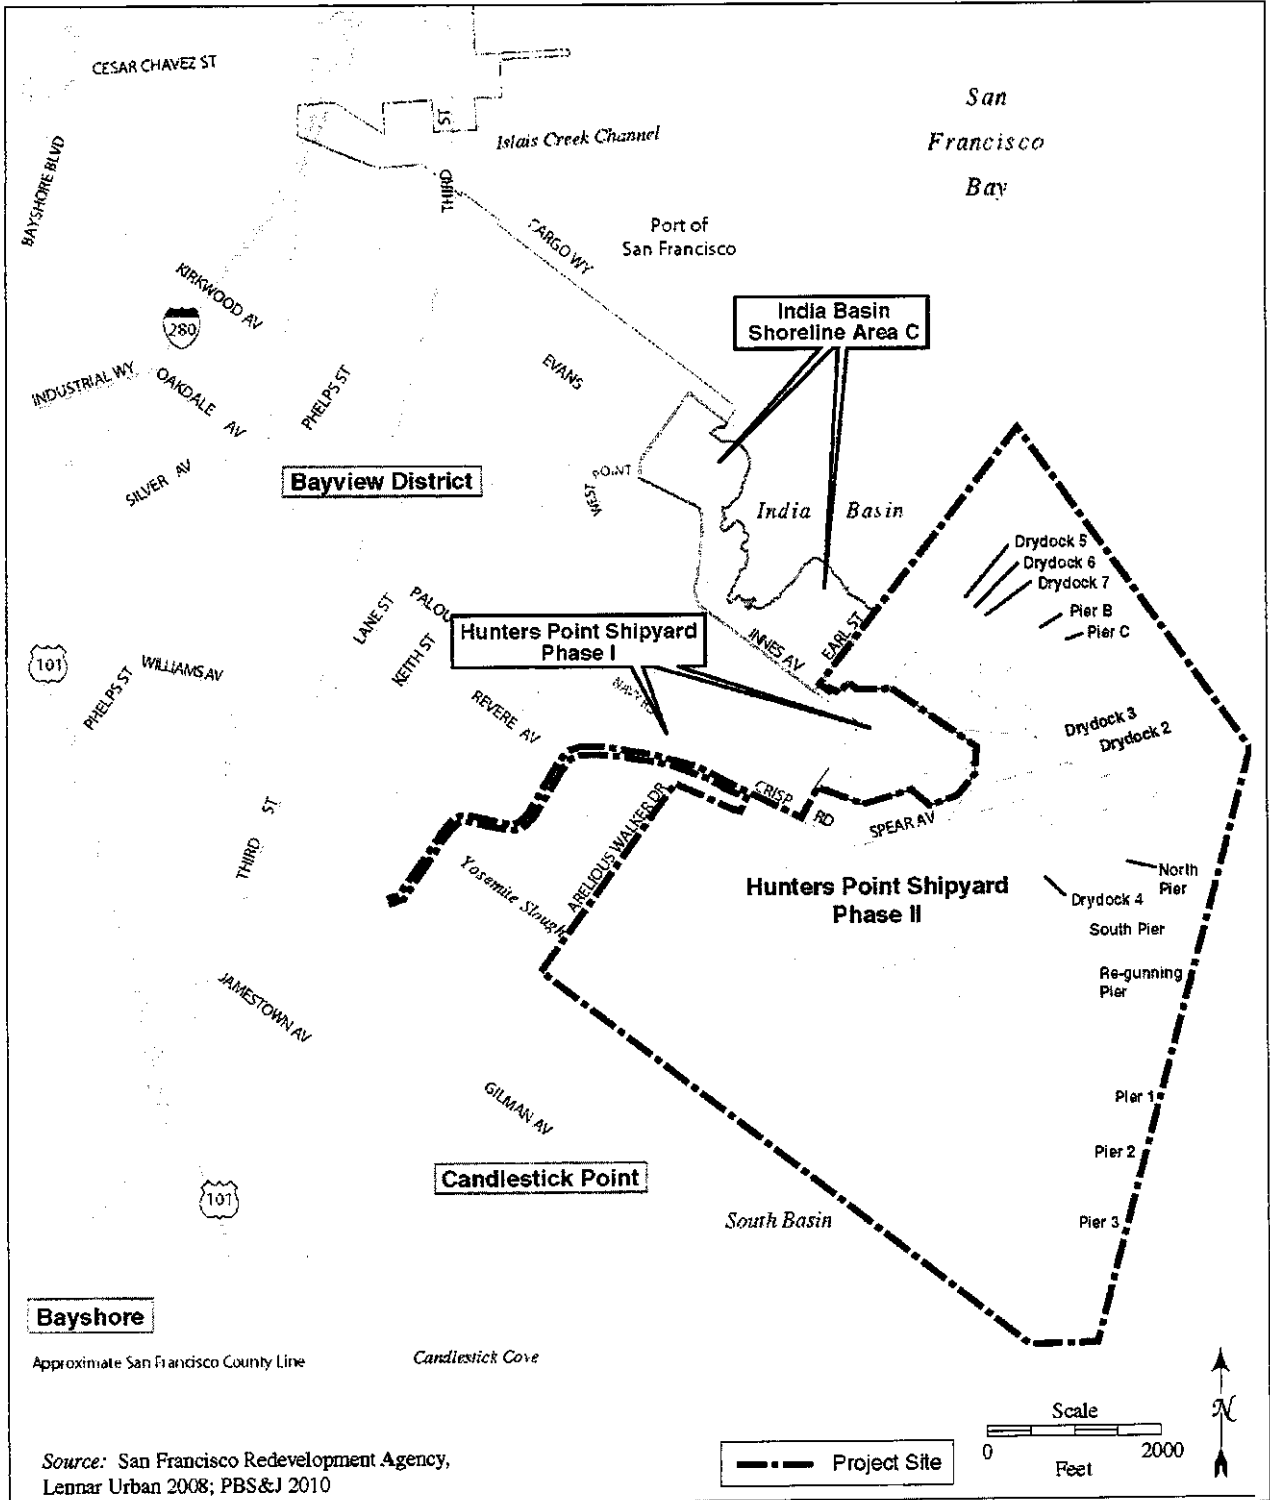 CESAR CHAVEZ ST
BAYSHORE BLVD
THIRD ST
Islais Creek Channel
San
Francisco
Bay
Port of
San Francisco
CARGO WY
KIRKWOOD AV
280
INDUSTRIAL WY
OAKDALE AV
PHELPS ST
EVANS
SILVER AV
India Basin
Shoreline Area C
Bayview District
WEST POINT
India Basin
Drydock 5
Drydock 6
Drydock 7
Pier B
Pier C
LANE ST
PALOU
KEITH ST
Hunters Point Shipyard
Phase I
INNES AV
EARL ST
101
WILLIAMS AV
PHELPS ST
REVERE AV
Drydock 3
Drydock 2
THIRD ST
CRISP RD
SPEAR AV
ARELIOUS WALKER DR
Yosemite Slough
Hunters Point Shipyard
Phase II
North
Pier
Drydock 4
South Pier
Re-gunning
Pier
JAMESTOWN AV
GILMAN AV
Pier 1
Pier 2
Pier 3
Candlestick Point
101
South Basin
Bayshore
Approximate San Francisco County Line
Candlestick Cove
N
Scale
0 2000
Feet
Project Site
Source: San Francisco Redevelopment Agency,
Lennar Urban 2008; PBS&J 2010